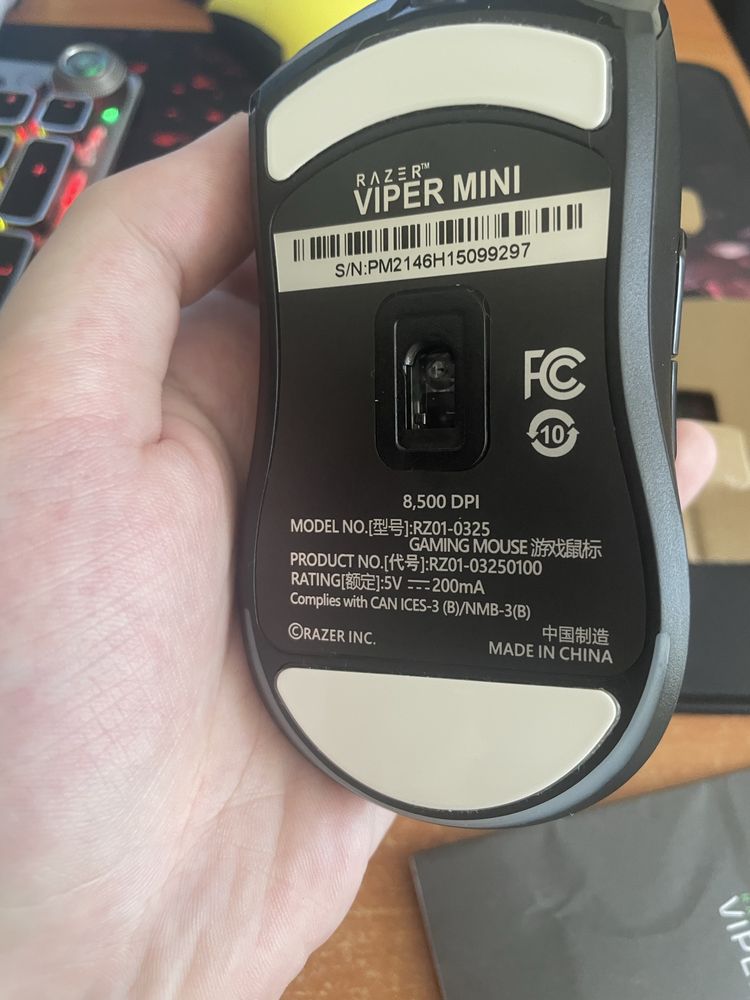 RAZER™
VIPER MINI
S/N:PM2146H15099297
FC
10
8,500 DPI
MODEL NO.[型号]:RZ01-0325
GAMING MOUSE 游戏鼠标
PRODUCT NO.[代号]:RZ01-03250100
RATING[额定]:5V ⎓ 200mA
Complies with CAN ICES-3 (B)/NMB-3(B)
©RAZER INC.
中国制造
MADE IN CHINA